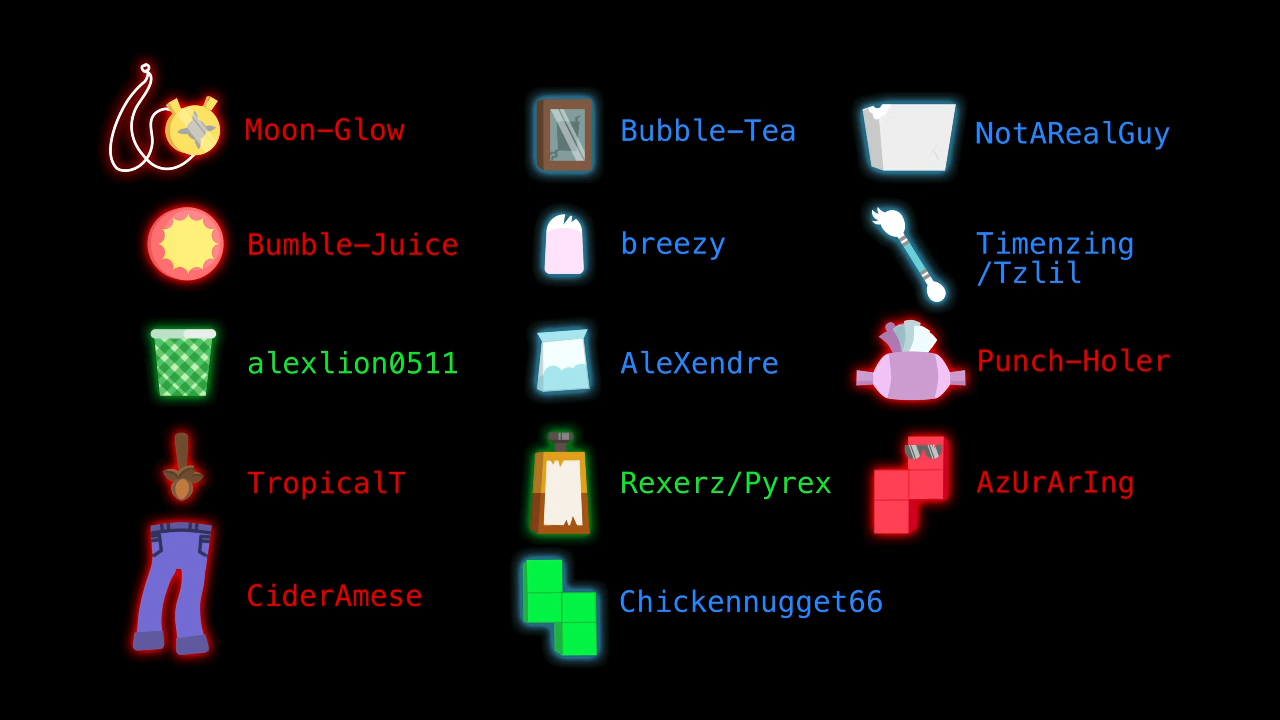 Moon-Glow
Bumble-Juice
alexlion0511
TropicalT
CiderAmese
Bubble-Tea
breezy
AleXendre
Rexerz/Pyrex
Chickennugget66
NotARealGuy
Timenzing
/Tzlil
Punch-Holer
AzUrArIng